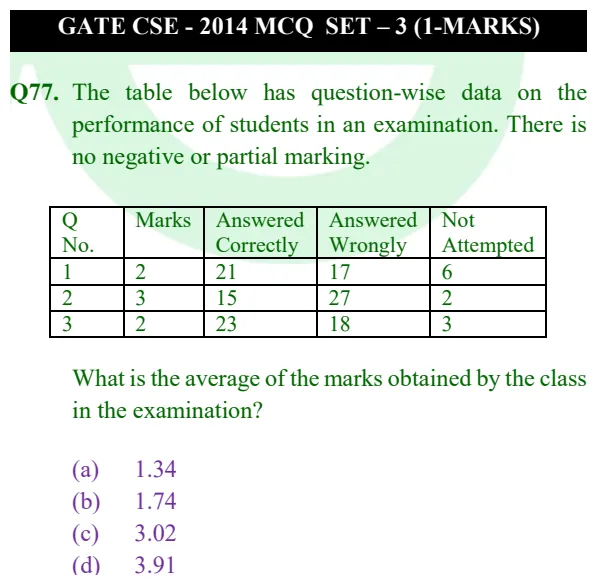 GATE CSE - 2014 MCQ SET – 3 (1-MARKS)
Q77. The table below has question-wise data on the
performance of students in an examination. There is
no negative or partial marking.
Q No. Marks Answered Correctly Answered Wrongly Not Attempted
1 2 21 17 6
2 3 15 27 2
3 2 23 18 3
What is the average of the marks obtained by the class
in the examination?
(a) 1.34
(b) 1.74
(c) 3.02
(d) 3.91